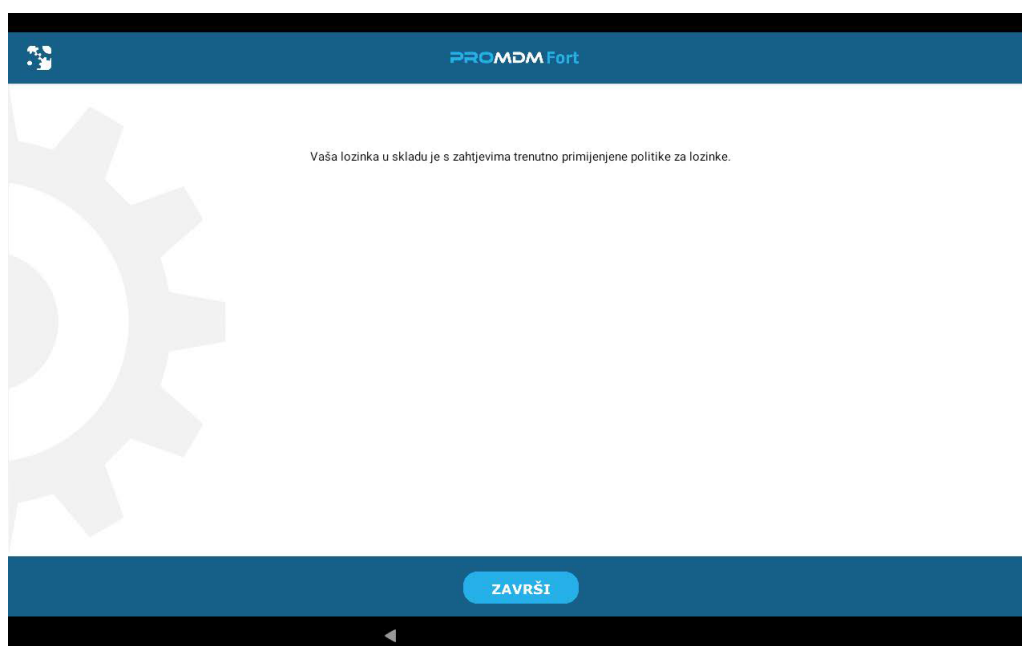 PROMDM Fort
Vaša lozinka u skladu je s zahtjevima trenutno primijenjene politike za lozinke.
ZAVRŠI